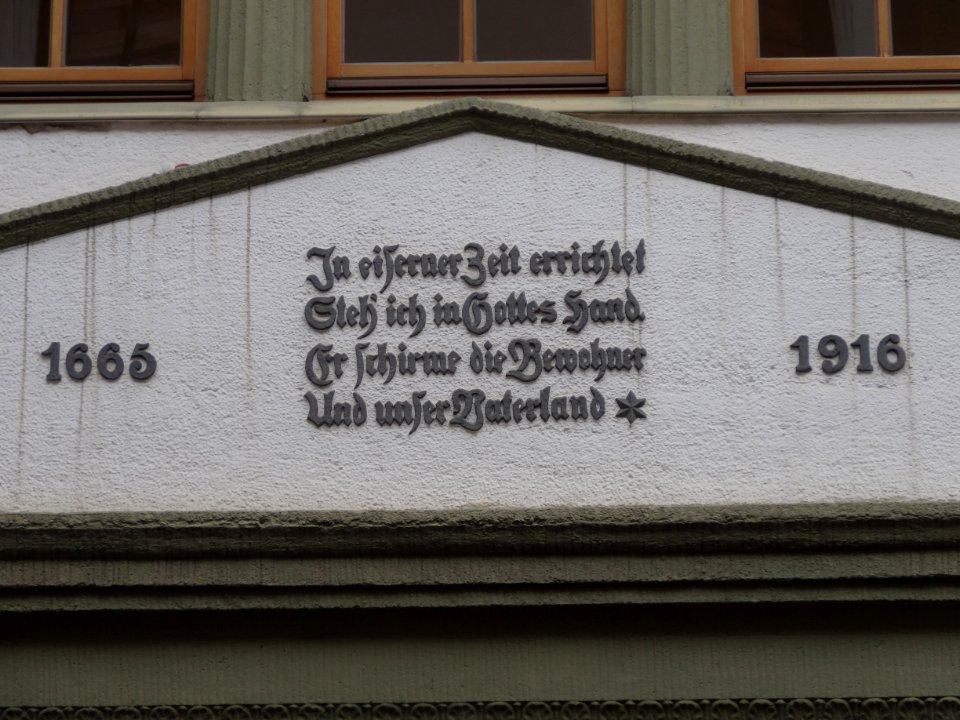 In eiserner Zeit errichtet
Steh' ich in Gottes Hand.
Er schirme die Bewohner
Und unser Vaterland *
1665
1916